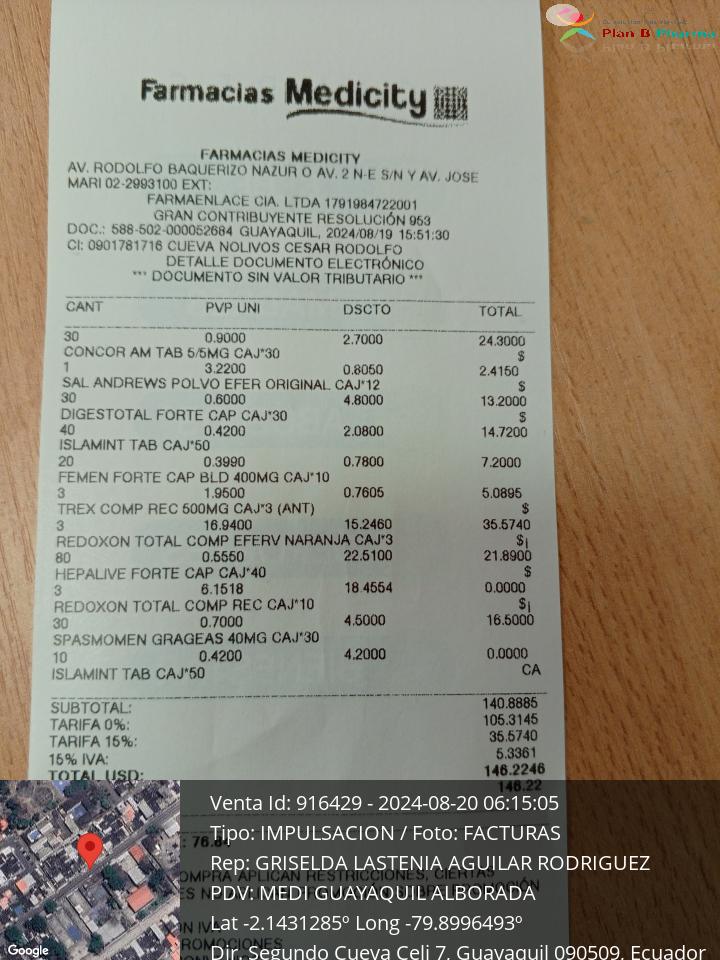 Plan B Pharma
Farmacias Medicity
FARMACIAS MEDICITY
AV. RODOLFO BAQUERIZO NAZUR O AV. 2 N-E S/N Y AV. JOSE
MARI 02-2993100 EXT:
FARMAENLACE CIA. LTDA 1791984722001
GRAN CONTRIBUYENTE RESOLUCIÓN 953
DOC.: 588-502-000052684 GUAYAQUIL, 2024/08/19 15:51:30
CI: 0901781716 CUEVA NOLIVOS CESAR RODOLFO
DETALLE DOCUMENTO ELECTRÓNICO
*** DOCUMENTO SIN VALOR TRIBUTARIO ***
CANT PVP UNI DSCTO TOTAL
30 0.9000 2.7000 24.3000
CONCOR AM TAB 5/5MG CAJ*30 $
1 3.2200 0.8050 2.4150
SAL ANDREWS POLVO EFER ORIGINAL CAJ*12 $
30 0.6000 4.8000 13.2000
DIGESTOTAL FORTE CAP CAJ*30 $
40 0.4200 2.0800 14.7200
ISLAMINT TAB CAJ*50
20 0.3990 0.7800 7.2000
FEMEN FORTE CAP BLD 400MG CAJ*10
3 1.9500 0.7605 5.0895
TREX COMP REC 500MG CAJ*3 (ANT) $
3 16.9400 15.2460 35.5740
REDOXON TOTAL COMP EFERV NARANJA CAJ*3 $¡
80 0.5550 22.5100 21.8900
HEPALIVE FORTE CAP CAJ*40 $
3 6.1518 18.4554 0.0000
REDOXON TOTAL COMP REC CAJ*10 $¡
30 0.7000 4.5000 16.5000
SPASMOMEN GRAGEAS 40MG CAJ*30
10 0.4200 4.2000 0.0000
ISLAMINT TAB CAJ*50 CA
SUBTOTAL: 140.8885
TARIFA 0%: 105.3145
TARIFA 15%: 35.5740
15% IVA: 5.3361
TOTAL USD: 146.2246
146.22
Venta Id: 916429 - 2024-08-20 06:15:05
Tipo: IMPULSACION / Foto: FACTURAS
Rep: GRISELDA LASTENIA AGUILAR RODRIGUEZ
PDV: MEDI GUAYAQUIL ALBORADA
Lat -2.1431285º Long -79.8996493º
Dir. Segundo Cueva Celi 7, Guayaquil 090509, Ecuador
Google